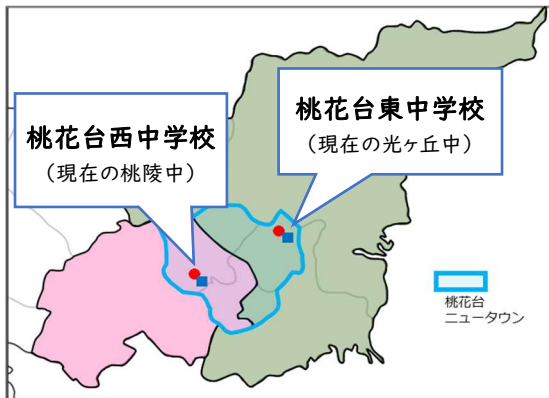 桃花台東中学校
（現在の光ヶ丘中）
桃花台西中学校
（現在の桃陵中）
桃花台
ニュータウン